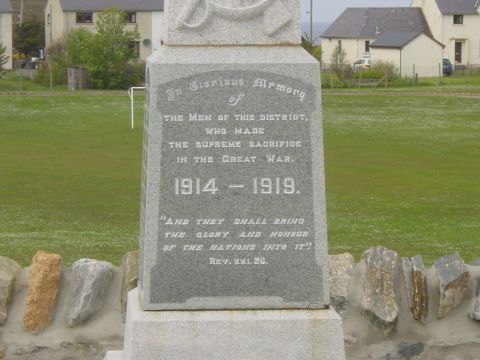 In Glorious Memory
of
THE MEN OF THIS DISTRICT,
WHO MADE
THE SUPREME SACRIFICE
IN THE GREAT WAR.
1914 – 1919.
"AND THEY SHALL BRING
THE GLORY AND HONOUR
OF THE NATIONS INTO IT".
REV. XXI. 26.